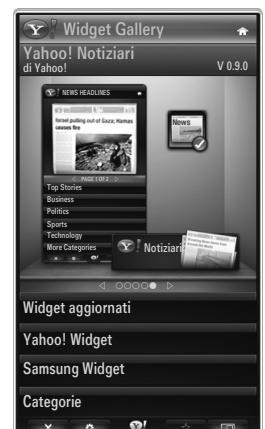 Y! Widget Gallery
Yahoo! Notiziari
di Yahoo!
V 0.9.0
Y! NEWS HEADLINES
News
Israel pulling out of Gaza; Hamas
causes fire
PAGE 1 OF 2
Top Stories
Business
Politics
Sports
Technology
More Categories
Y! Notiziari
Widget aggiornati
Yahoo! Widget
Samsung Widget
Categorie
Y!